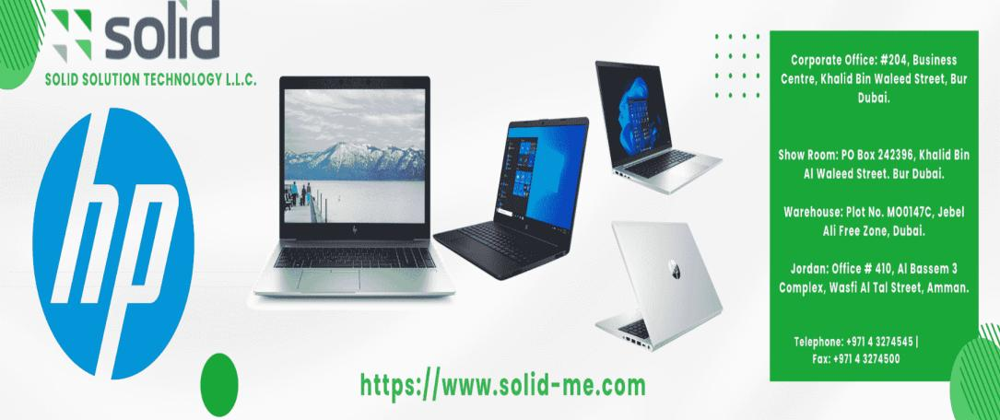 solid
SOLID SOLUTION TECHNOLOGY L.L.C.
hp
Corporate Office: #204, Business
Centre, Khalid Bin Waleed Street, Bur
Dubai.
Show Room: PO Box 242396, Khalid Bin
Al Waleed Street. Bur Dubai.
Warehouse: Plot No. MO0147C, Jebel
Ali Free Zone, Dubai.
Jordan: Office # 410, Al Bassem 3
Complex, Wasfi Al Tal Street, Amman.
Telephone: +971 4 3274545 |
Fax: +971 4 3274500
https://www.solid-me.com